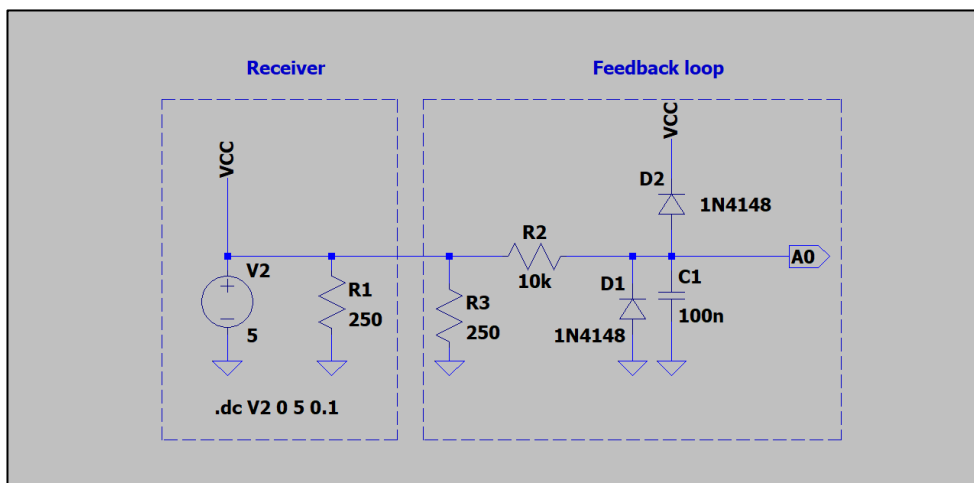 Receiver
Feedback loop
VCC
VCC
D2
1N4148
R2
10k
A0
V2
5
R1
250
R3
250
D1
1N4148
C1
100n
.dc V2 0 5 0.1